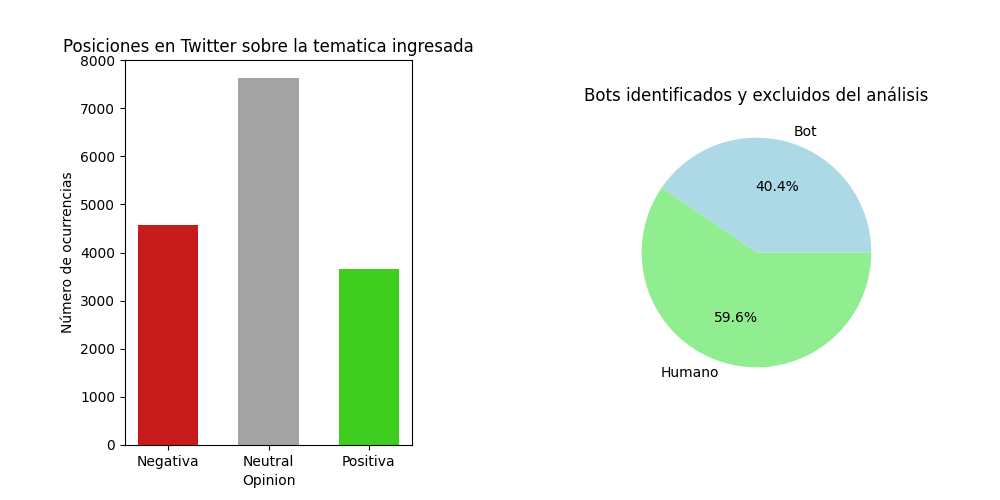 Posiciones en Twitter sobre la tematica ingresada
8000
7000
6000
5000
4000
3000
2000
1000
0
Número de ocurrencias
Negativa
Neutral
Positiva
Opinion
Bots identificados y excluidos del análisis
Bot
40.4%
59.6%
Humano